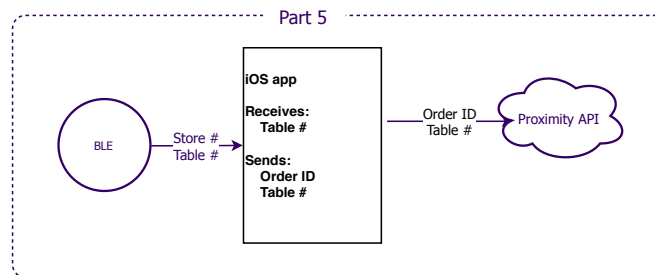 Part 5
BLE
Store #
Table #
iOS app
Receives:
Table #
Sends:
Order ID
Table #
Order ID
Table #
Proximity API